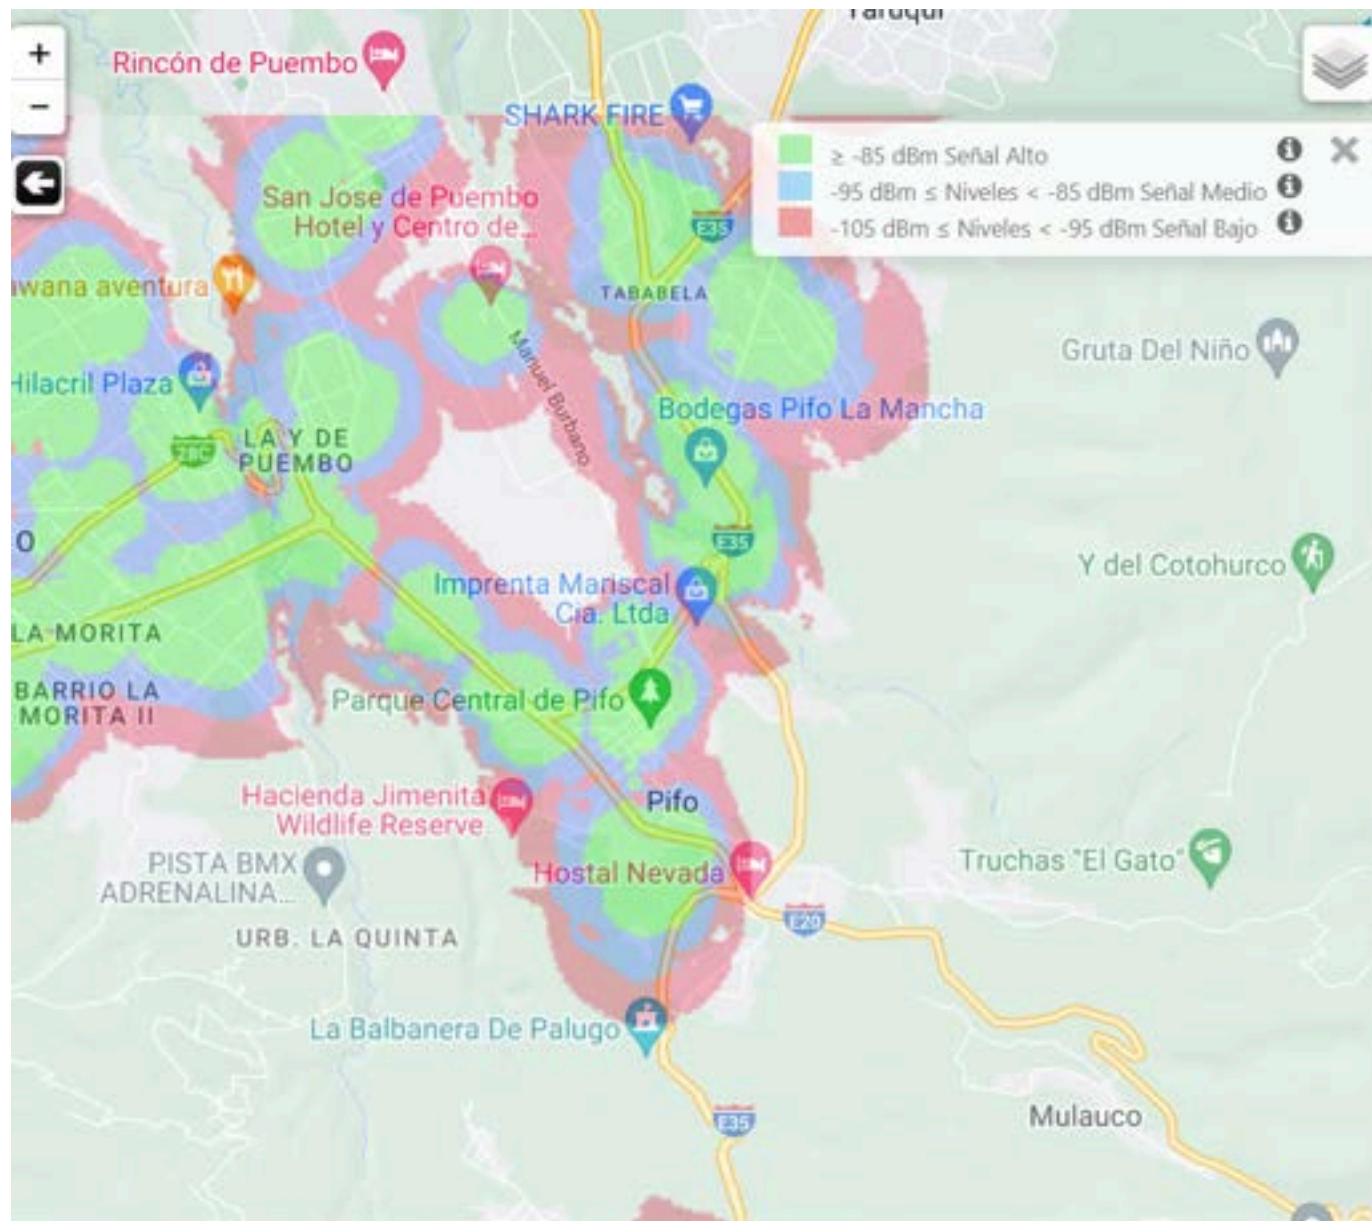 Yaruquí
+
Rincón de Puembo
−
SHARK FIRE
≥ -85 dBm Señal Alto
-95 dBm ≤ Niveles < -85 dBm Señal Medio
-105 dBm ≤ Niveles < -95 dBm Señal Bajo
San Jose de Puembo
Hotel y Centro de...
E35
awana aventura
TABABELA
Gruta Del Niño
Manuel Burbano
Hilacril Plaza
Bodegas Pifo La Mancha
LA Y DE
PUEMBO
28C
O
E35
Y del Cotohurco
Imprenta Mariscal
Cia. Ltda
LA MORITA
BARRIO LA
MORITA II
Parque Central de Pifo
Hacienda Jimenita
Wildlife Reserve
Pifo
PISTA BMX
ADRENALINA...
Hostal Nevada
Truchas "El Gato"
E20
URB. LA QUINTA
La Balbanera De Palugo
E35
Mulauco